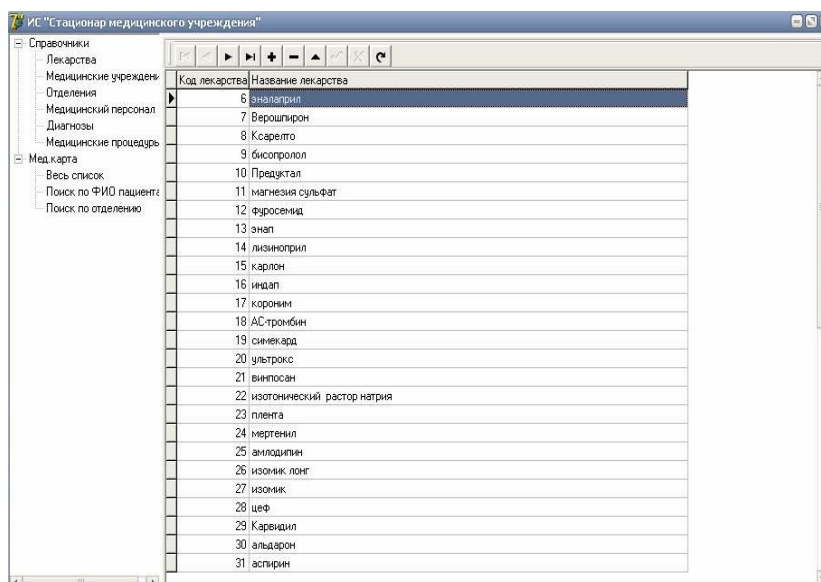 ИС "Стационар медицинского учреждения"
Справочники
Лекарства
Медицинские учреждени
Отделения
Медицинский персонал
Диагнозы
Медицинские процедурь
Мед.карта
Весь список
Поиск по ФИО пациента
Поиск по отделению
Код лекарства Название лекарства
6 эналаприл
7 Верошпирон
8 Ксарелто
9 бисопролол
10 Предуктал
11 магнезия сульфат
12 фуросемид
13 энап
14 лизиноприл
15 карлон
16 индап
17 короним
18 АС-тромбин
19 симекард
20 ультрокс
21 винпосан
22 изотонический растор натрия
23 плента
24 мертенил
25 амлодипин
26 изомик лонг
27 изомик
28 цеф
29 Карвидил
30 альдарон
31 аспирин